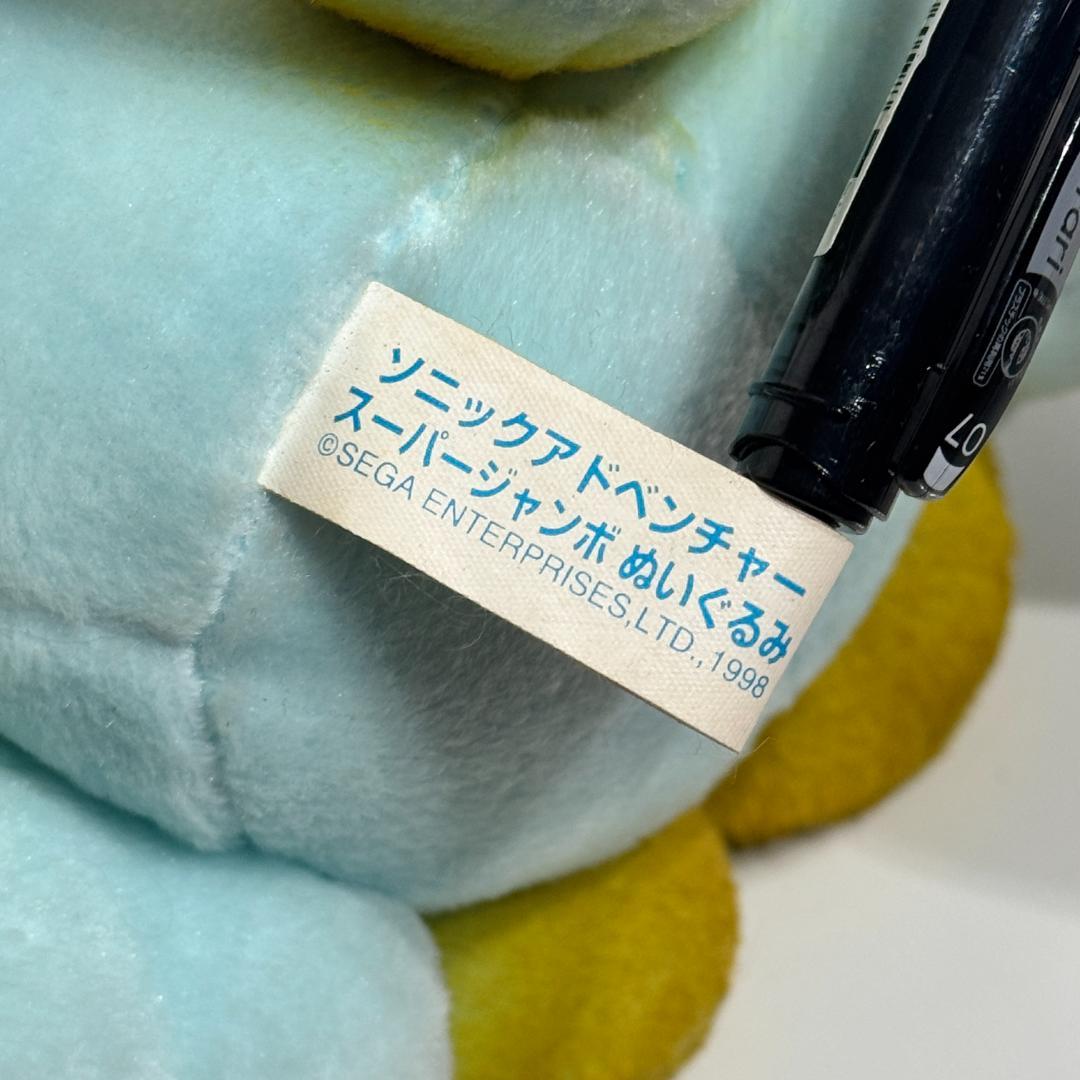 ソニックアドベンチャー
スーパージャンボ ぬいぐるみ
©SEGA ENTERPRISES,LTD.,1998
07